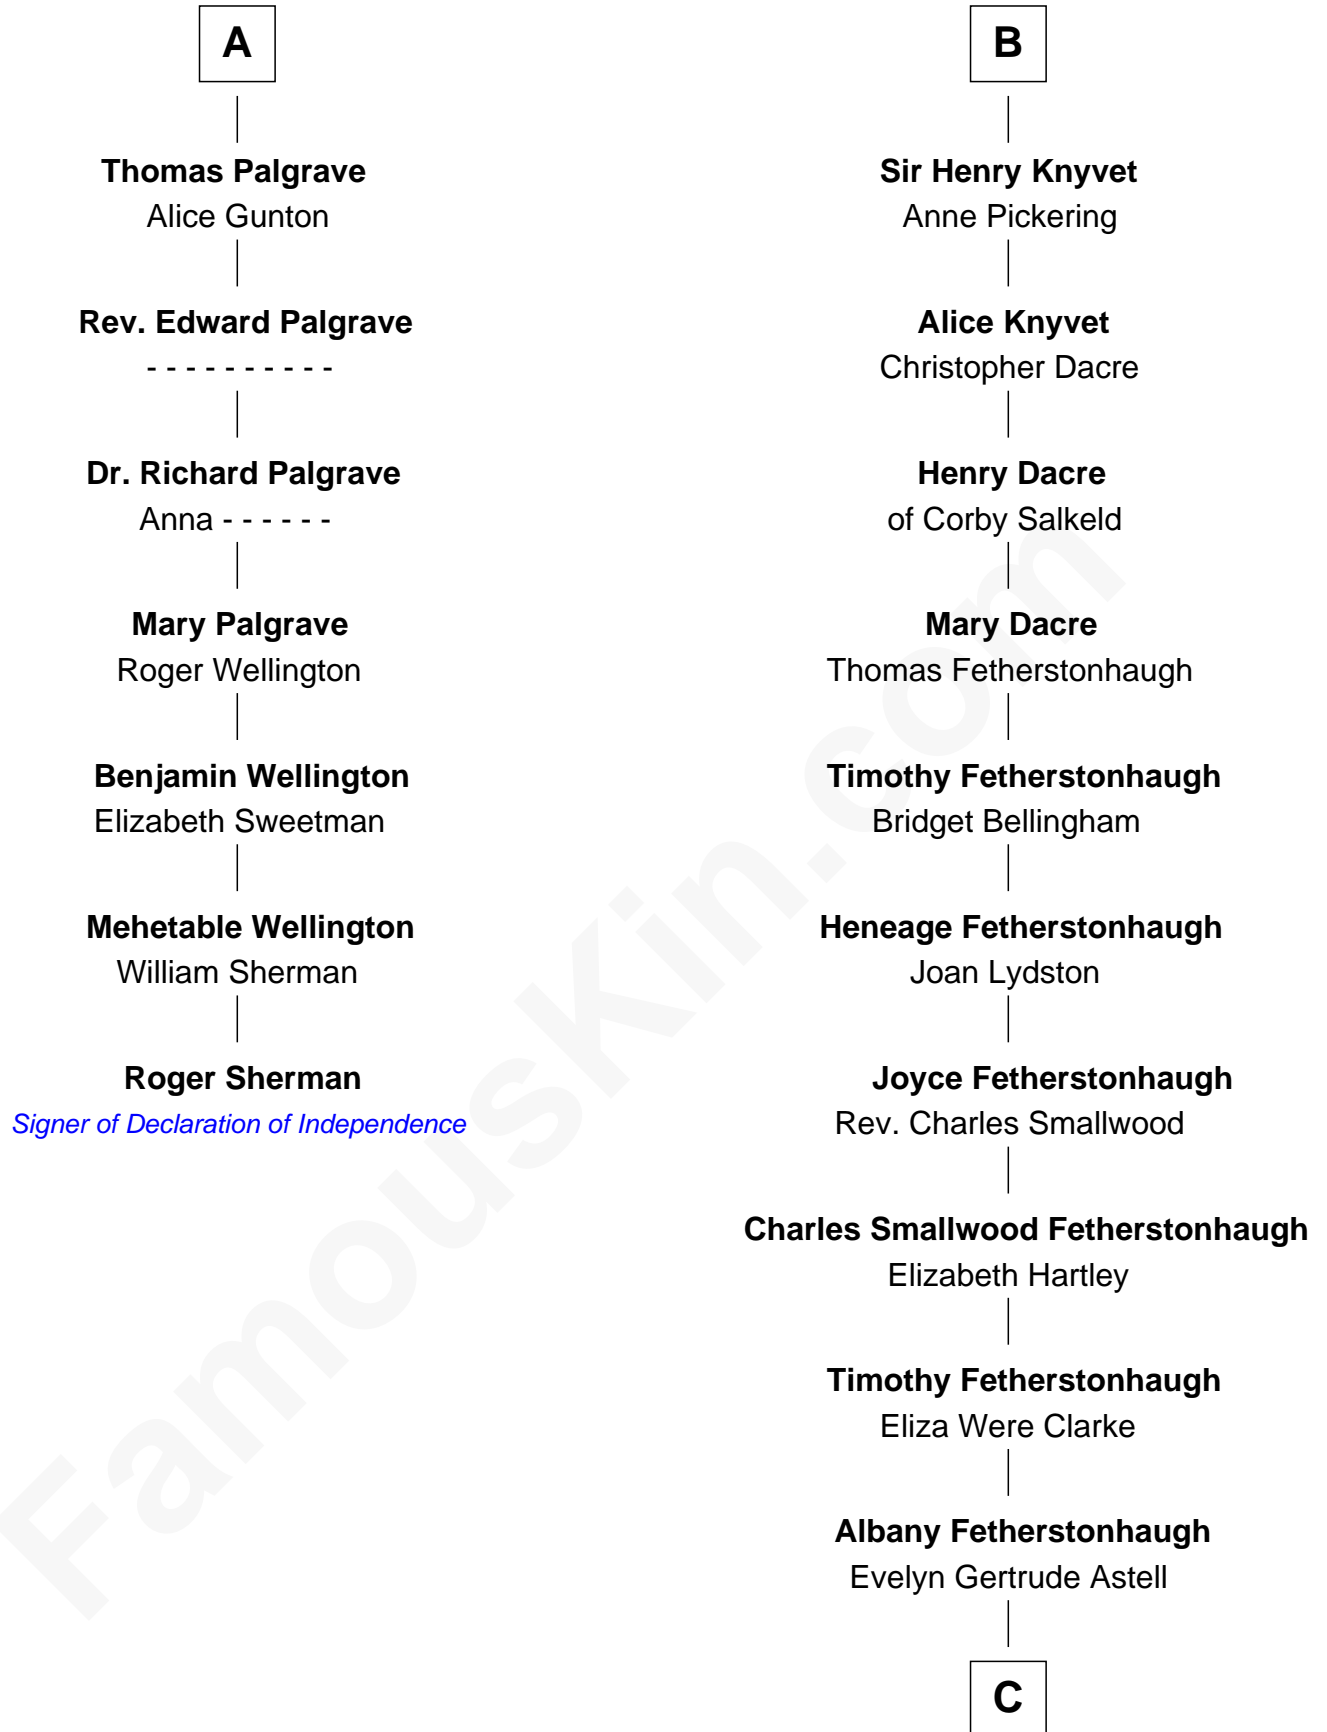 A
Thomas Palgrave
Alice Gunton
Rev. Edward Palgrave
- - - - - - - - - -
Dr. Richard Palgrave
Anna - - - - - -
Mary Palgrave
Roger Wellington
Benjamin Wellington
Elizabeth Sweetman
Mehetable Wellington
William Sherman
Roger Sherman
Signer of Declaration of Independence
B
Sir Henry Knyvet
Anne Pickering
Alice Knyvet
Christopher Dacre
Henry Dacre
of Corby Salkeld
Mary Dacre
Thomas Fetherstonhaugh
Timothy Fetherstonhaugh
Bridget Bellingham
Heneage Fetherstonhaugh
Joan Lydston
Joyce Fetherstonhaugh
Rev. Charles Smallwood
Charles Smallwood Fetherstonhaugh
Elizabeth Hartley
Timothy Fetherstonhaugh
Eliza Were Clarke
Albany Fetherstonhaugh
Evelyn Gertrude Astell
C
FamousKin.com